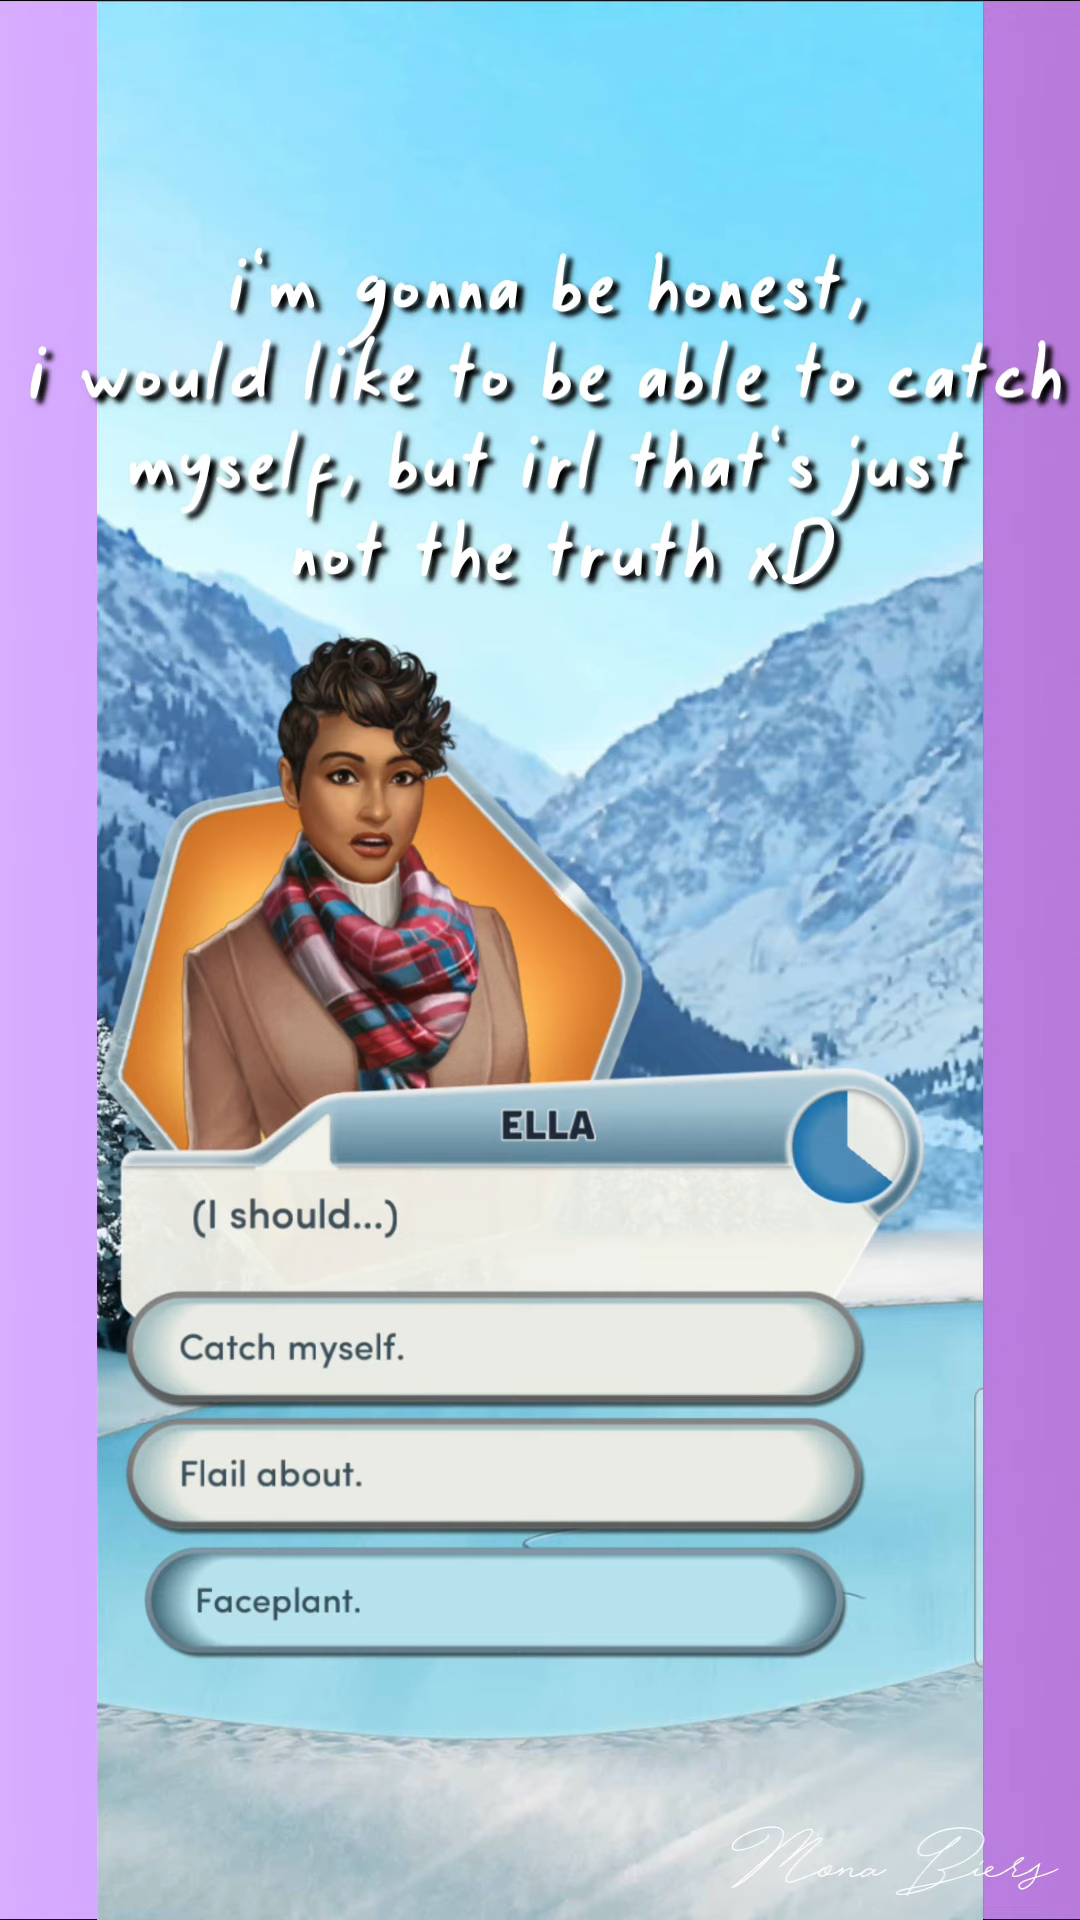 i'm gonna be honest,
i would like to be able to catch
myself, but irl that's just
not the truth xD
ELLA
(I should...)
Catch myself.
Flail about.
Faceplant.
Mona Biers